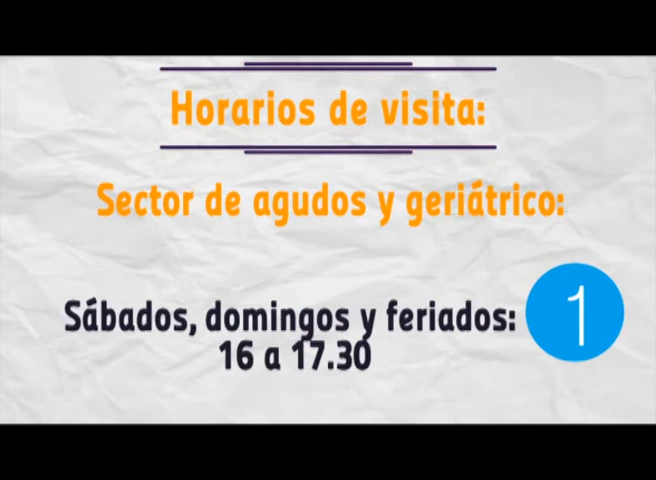 Horarios de visita:
Sector de agudos y geriátrico:
Sábados, domingos y feriados:
16 a 17.30
1